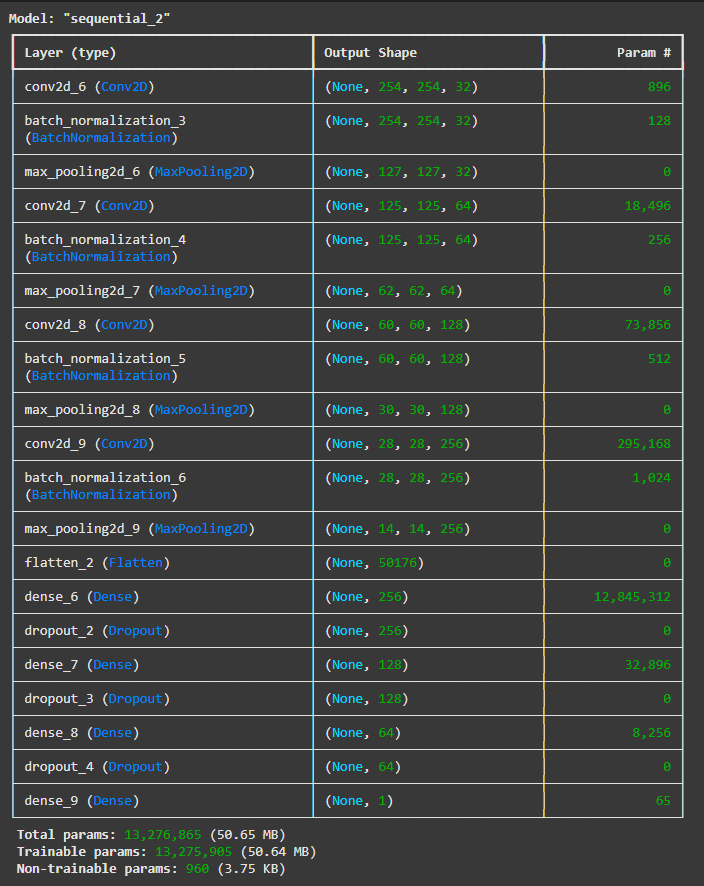 Model: "sequential_2"
Layer (type) Output Shape Param #
conv2d_6 (Conv2D) (None, 254, 254, 32) 896
batch_normalization_3 (None, 254, 254, 32) 128
(BatchNormalization)
max_pooling2d_6 (MaxPooling2D) (None, 127, 127, 32) 0
conv2d_7 (Conv2D) (None, 125, 125, 64) 18,496
batch_normalization_4 (None, 125, 125, 64) 256
(BatchNormalization)
max_pooling2d_7 (MaxPooling2D) (None, 62, 62, 64) 0
conv2d_8 (Conv2D) (None, 60, 60, 128) 73,856
batch_normalization_5 (None, 60, 60, 128) 512
(BatchNormalization)
max_pooling2d_8 (MaxPooling2D) (None, 30, 30, 128) 0
conv2d_9 (Conv2D) (None, 28, 28, 256) 295,168
batch_normalization_6 (None, 28, 28, 256) 1,024
(BatchNormalization)
max_pooling2d_9 (MaxPooling2D) (None, 14, 14, 256) 0
flatten_2 (Flatten) (None, 50176) 0
dense_6 (Dense) (None, 256) 12,845,312
dropout_2 (Dropout) (None, 256) 0
dense_7 (Dense) (None, 128) 32,896
dropout_3 (Dropout) (None, 128) 0
dense_8 (Dense) (None, 64) 8,256
dropout_4 (Dropout) (None, 64) 0
dense_9 (Dense) (None, 1) 65
Total params: 13,276,865 (50.65 MB)
Trainable params: 13,275,905 (50.64 MB)
Non-trainable params: 960 (3.75 KB)